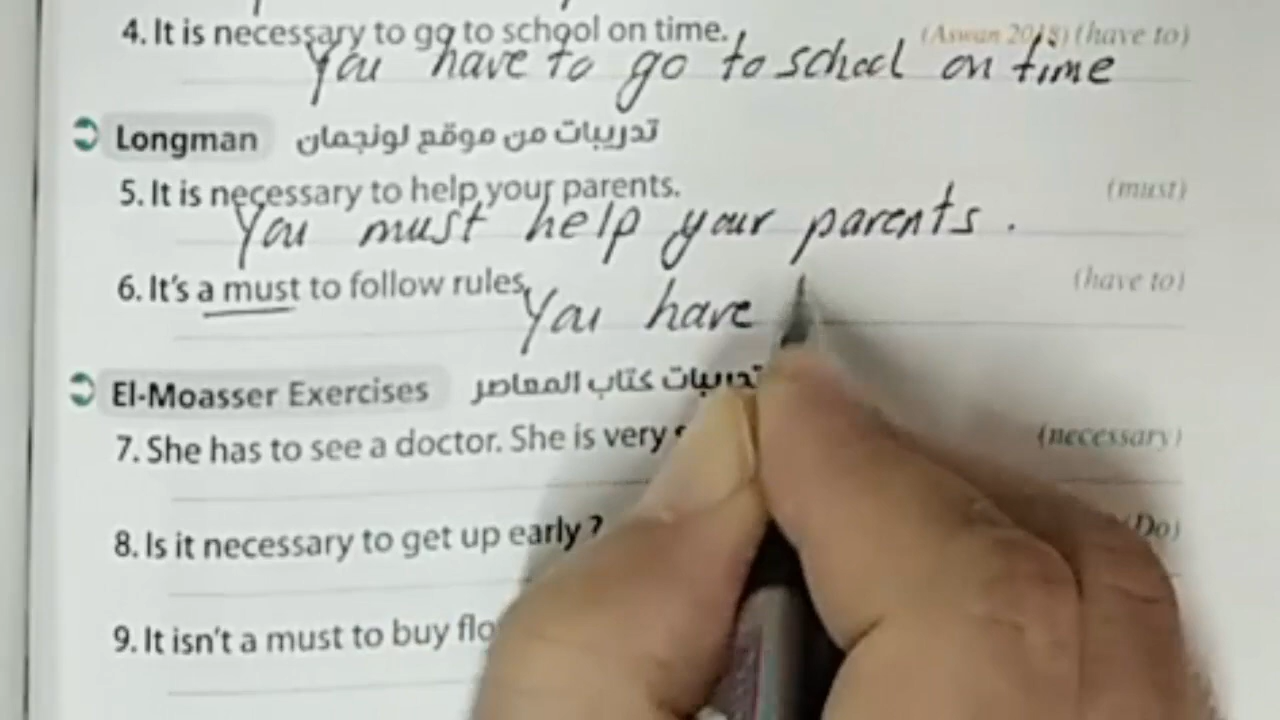 4. It is necessary to go to school on time. (Aswan 2018) (have to)
You have to go to school on time
Longman تدريبات من موقع لونجمان
5. It is necessary to help your parents. (must)
You must help your parents.
6. It's a must to follow rules. (have to)
You have
El-Moasser Exercises تدريبات كتاب المعاصر
7. She has to see a doctor. She is very (necessary)
8. Is it necessary to get up early? (Do)
9. It isn't a must to buy